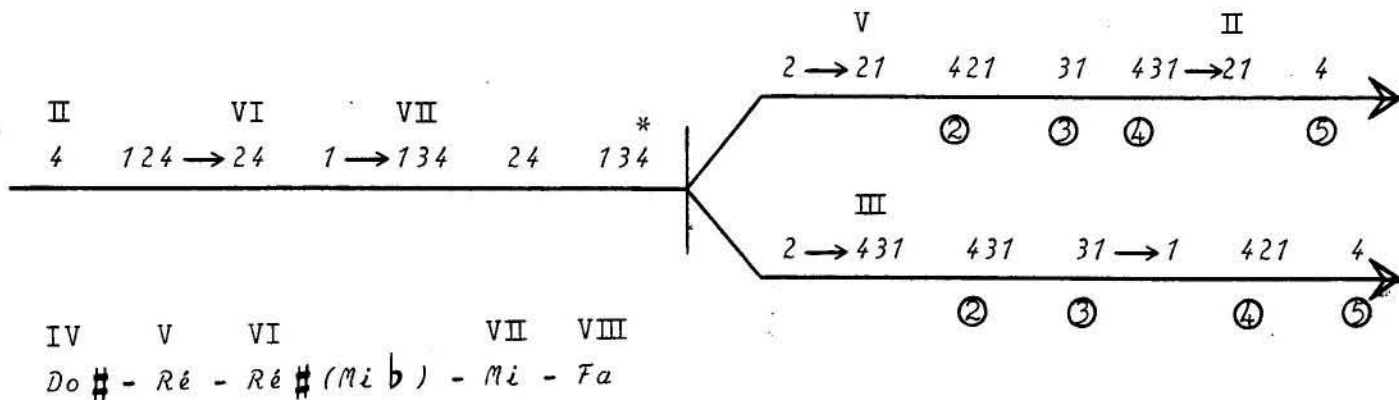 V II
2 → 21 421 31 431 → 21 4
② ③ ④ ⑤
II VI VII *
4 124 → 24 1 → 134 24 134
III
2 → 431 431 31 → 1 421 4
② ③ ④ ⑤
IV V VI VII VIII
Do # - Ré - Ré # (Mi b) - Mi - Fa